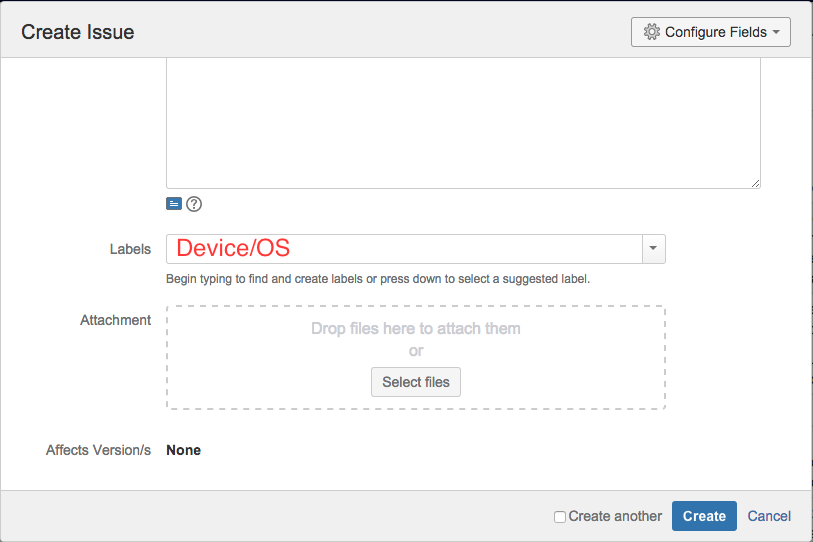 Create Issue
Configure Fields
Labels
Device/OS
Begin typing to find and create labels or press down to select a suggested label.
Attachment
Drop files here to attach them
or
Select files
Affects Version/s
None
Create another
Create
Cancel